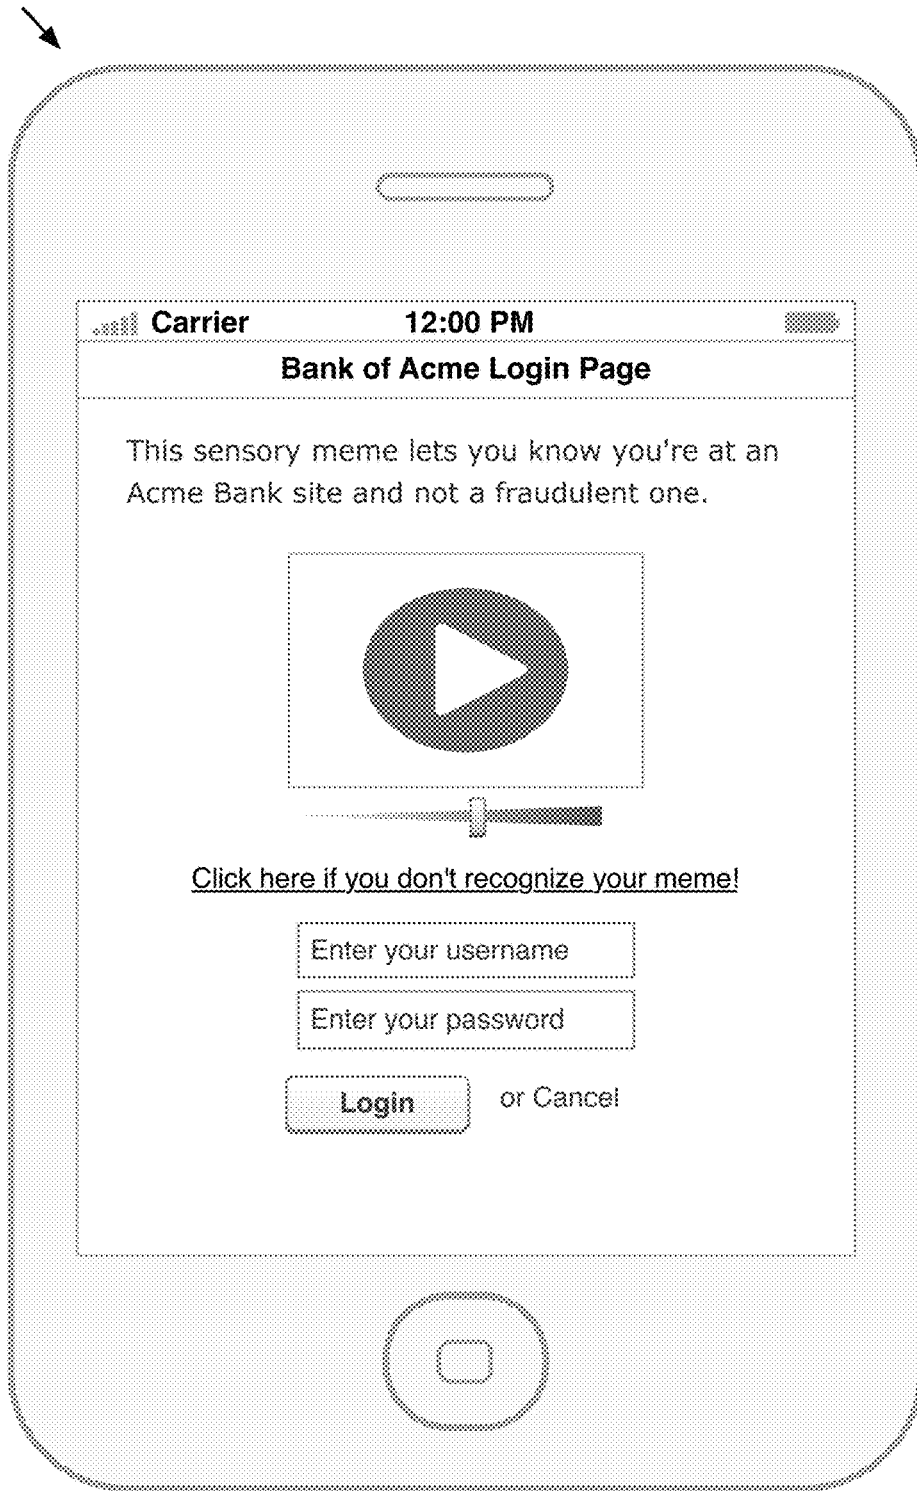 Carrier 12:00 PM
Bank of Acme Login Page
This sensory meme lets you know you're at an
Acme Bank site and not a fraudulent one.
Click here if you don't recognize your meme!
Enter your username
Enter your password
Login or Cancel